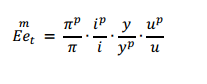 m
Ee_t = π^p/π · i^p/i · y/y^p · u^p/u